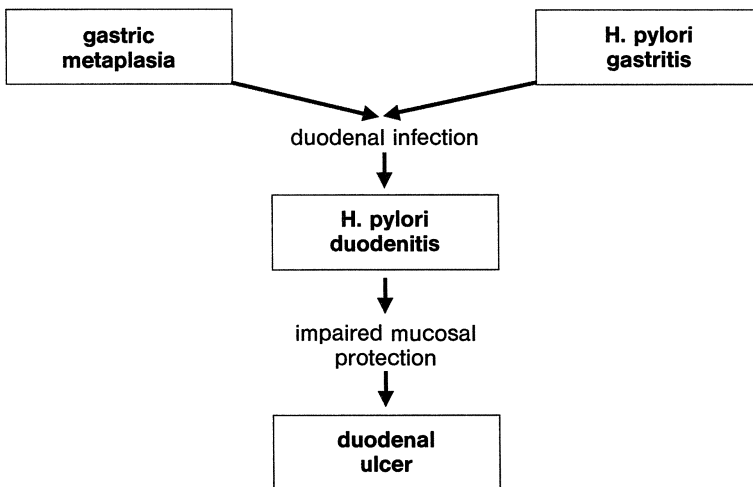 gastric
metaplasia
H. pylori
gastritis
duodenal infection
H. pylori
duodenitis
impaired mucosal
protection
duodenal
ulcer